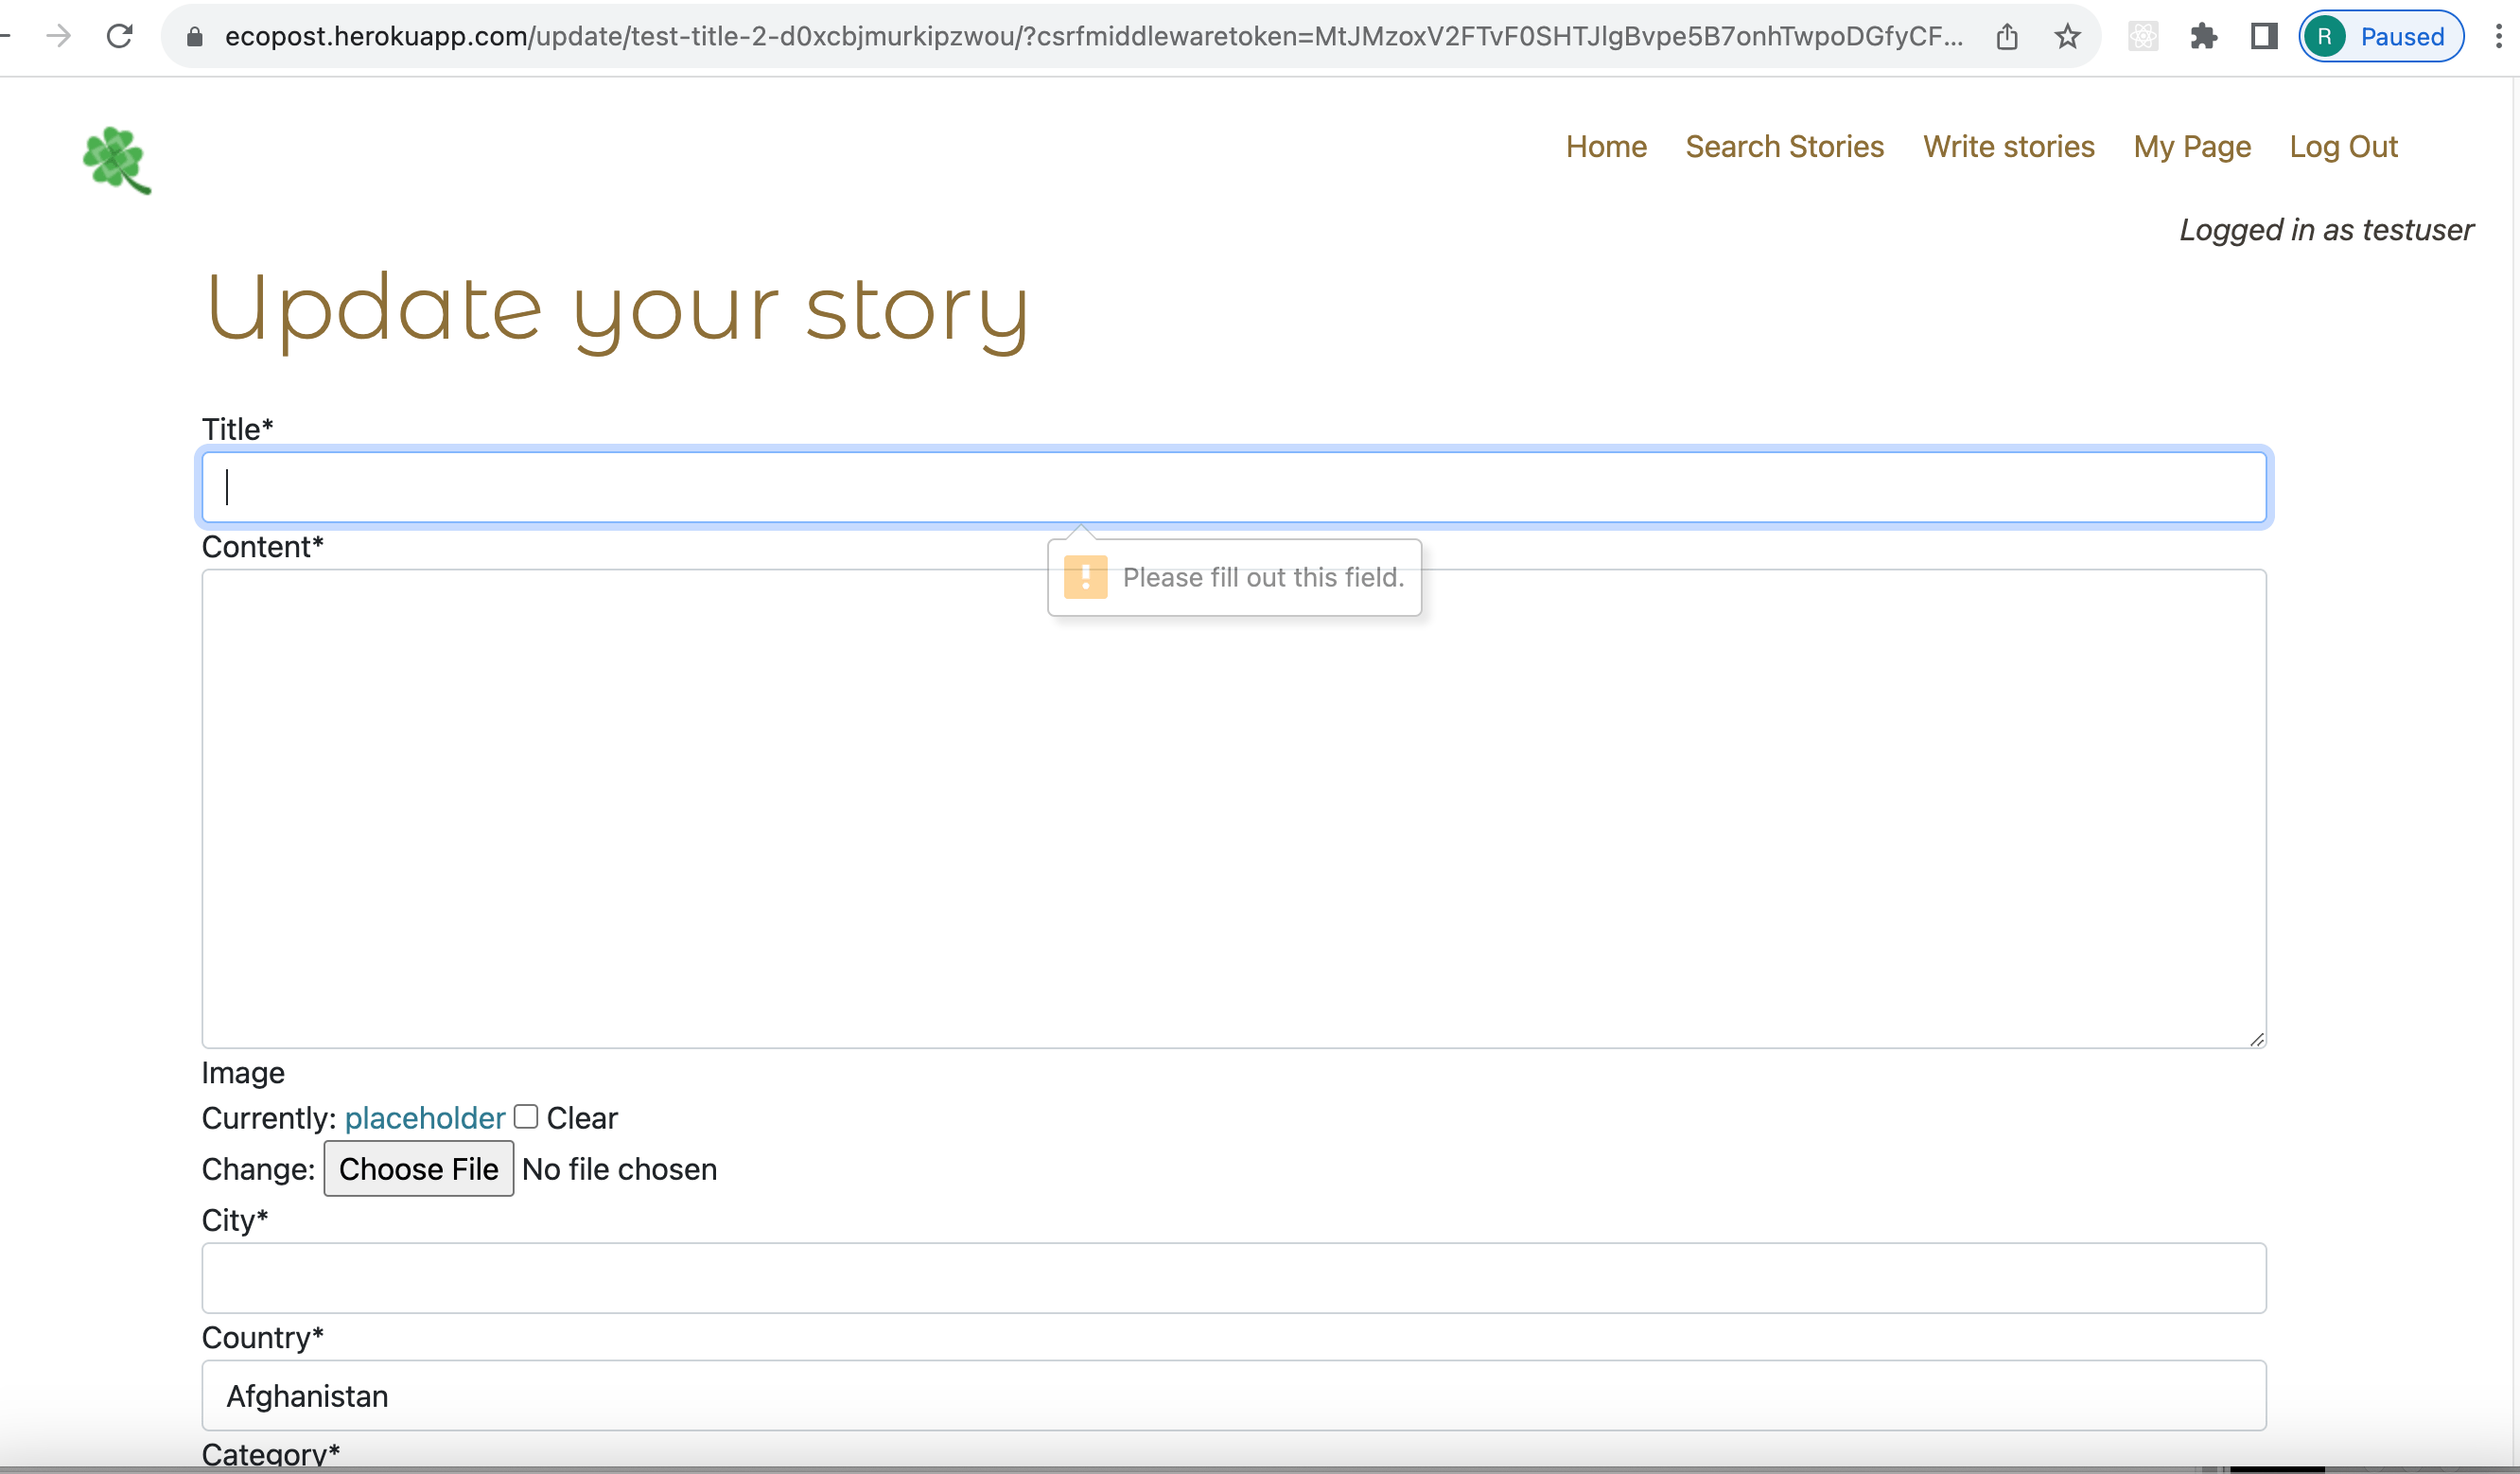 ecopost.herokuapp.com/update/test-title-2-d0xcbjmurkipzwou/?csrfmiddlewaretoken=MtJMzoxV2FTvF0SHTJlgBvpe5B7onhTwpoDGfyCF...
R Paused
Home Search Stories Write stories My Page Log Out
Logged in as testuser
Update your story
Title*
Content*
Please fill out this field.
Image
Currently: placeholder Clear
Change: Choose File No file chosen
City*
Country*
Afghanistan
Category*